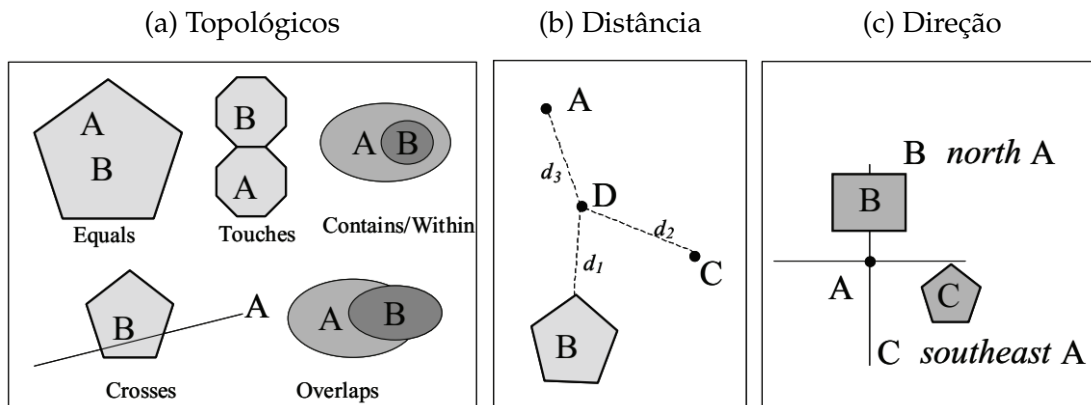 (a) Topológicos
A
B
Equals
B
A
Touches
A B
Contains/Within
B
A
Crosses
A B
Overlaps
(b) Distância
A
d3
D
d2
C
d1
B
(c) Direção
B north A
B
A
C
C southeast A